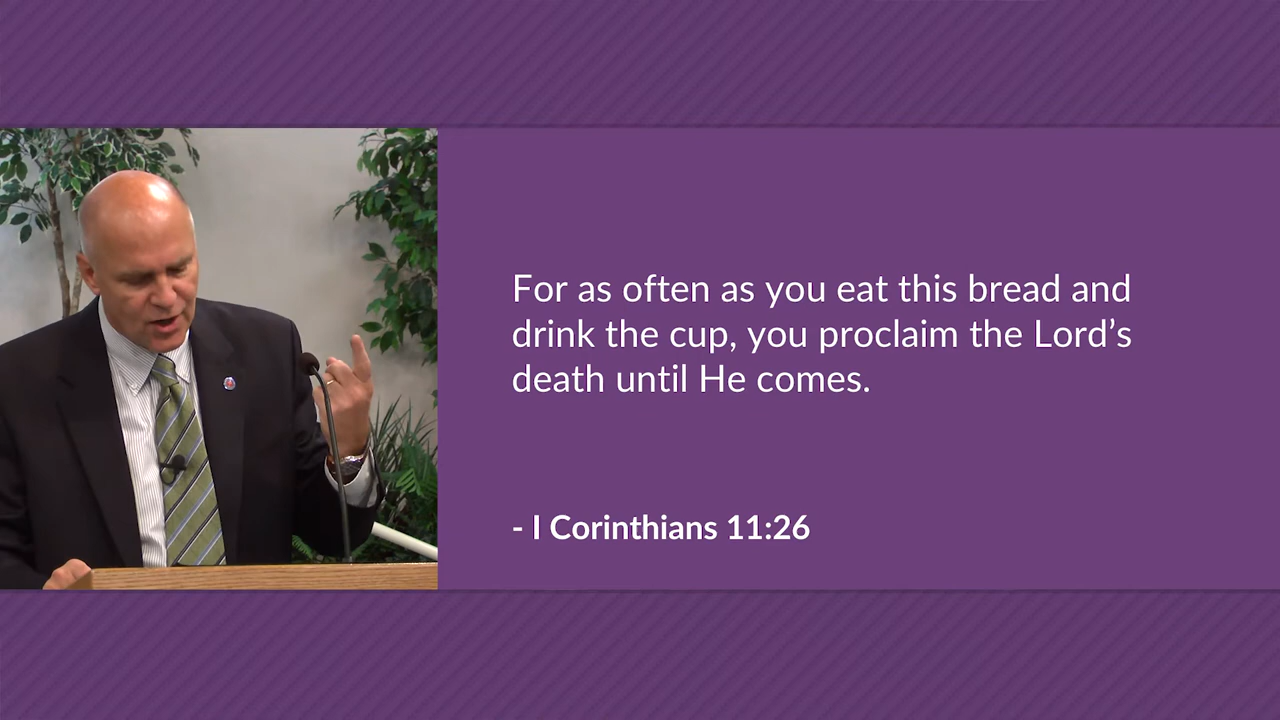 For as often as you eat this bread and
drink the cup, you proclaim the Lord’s
death until He comes.
- I Corinthians 11:26